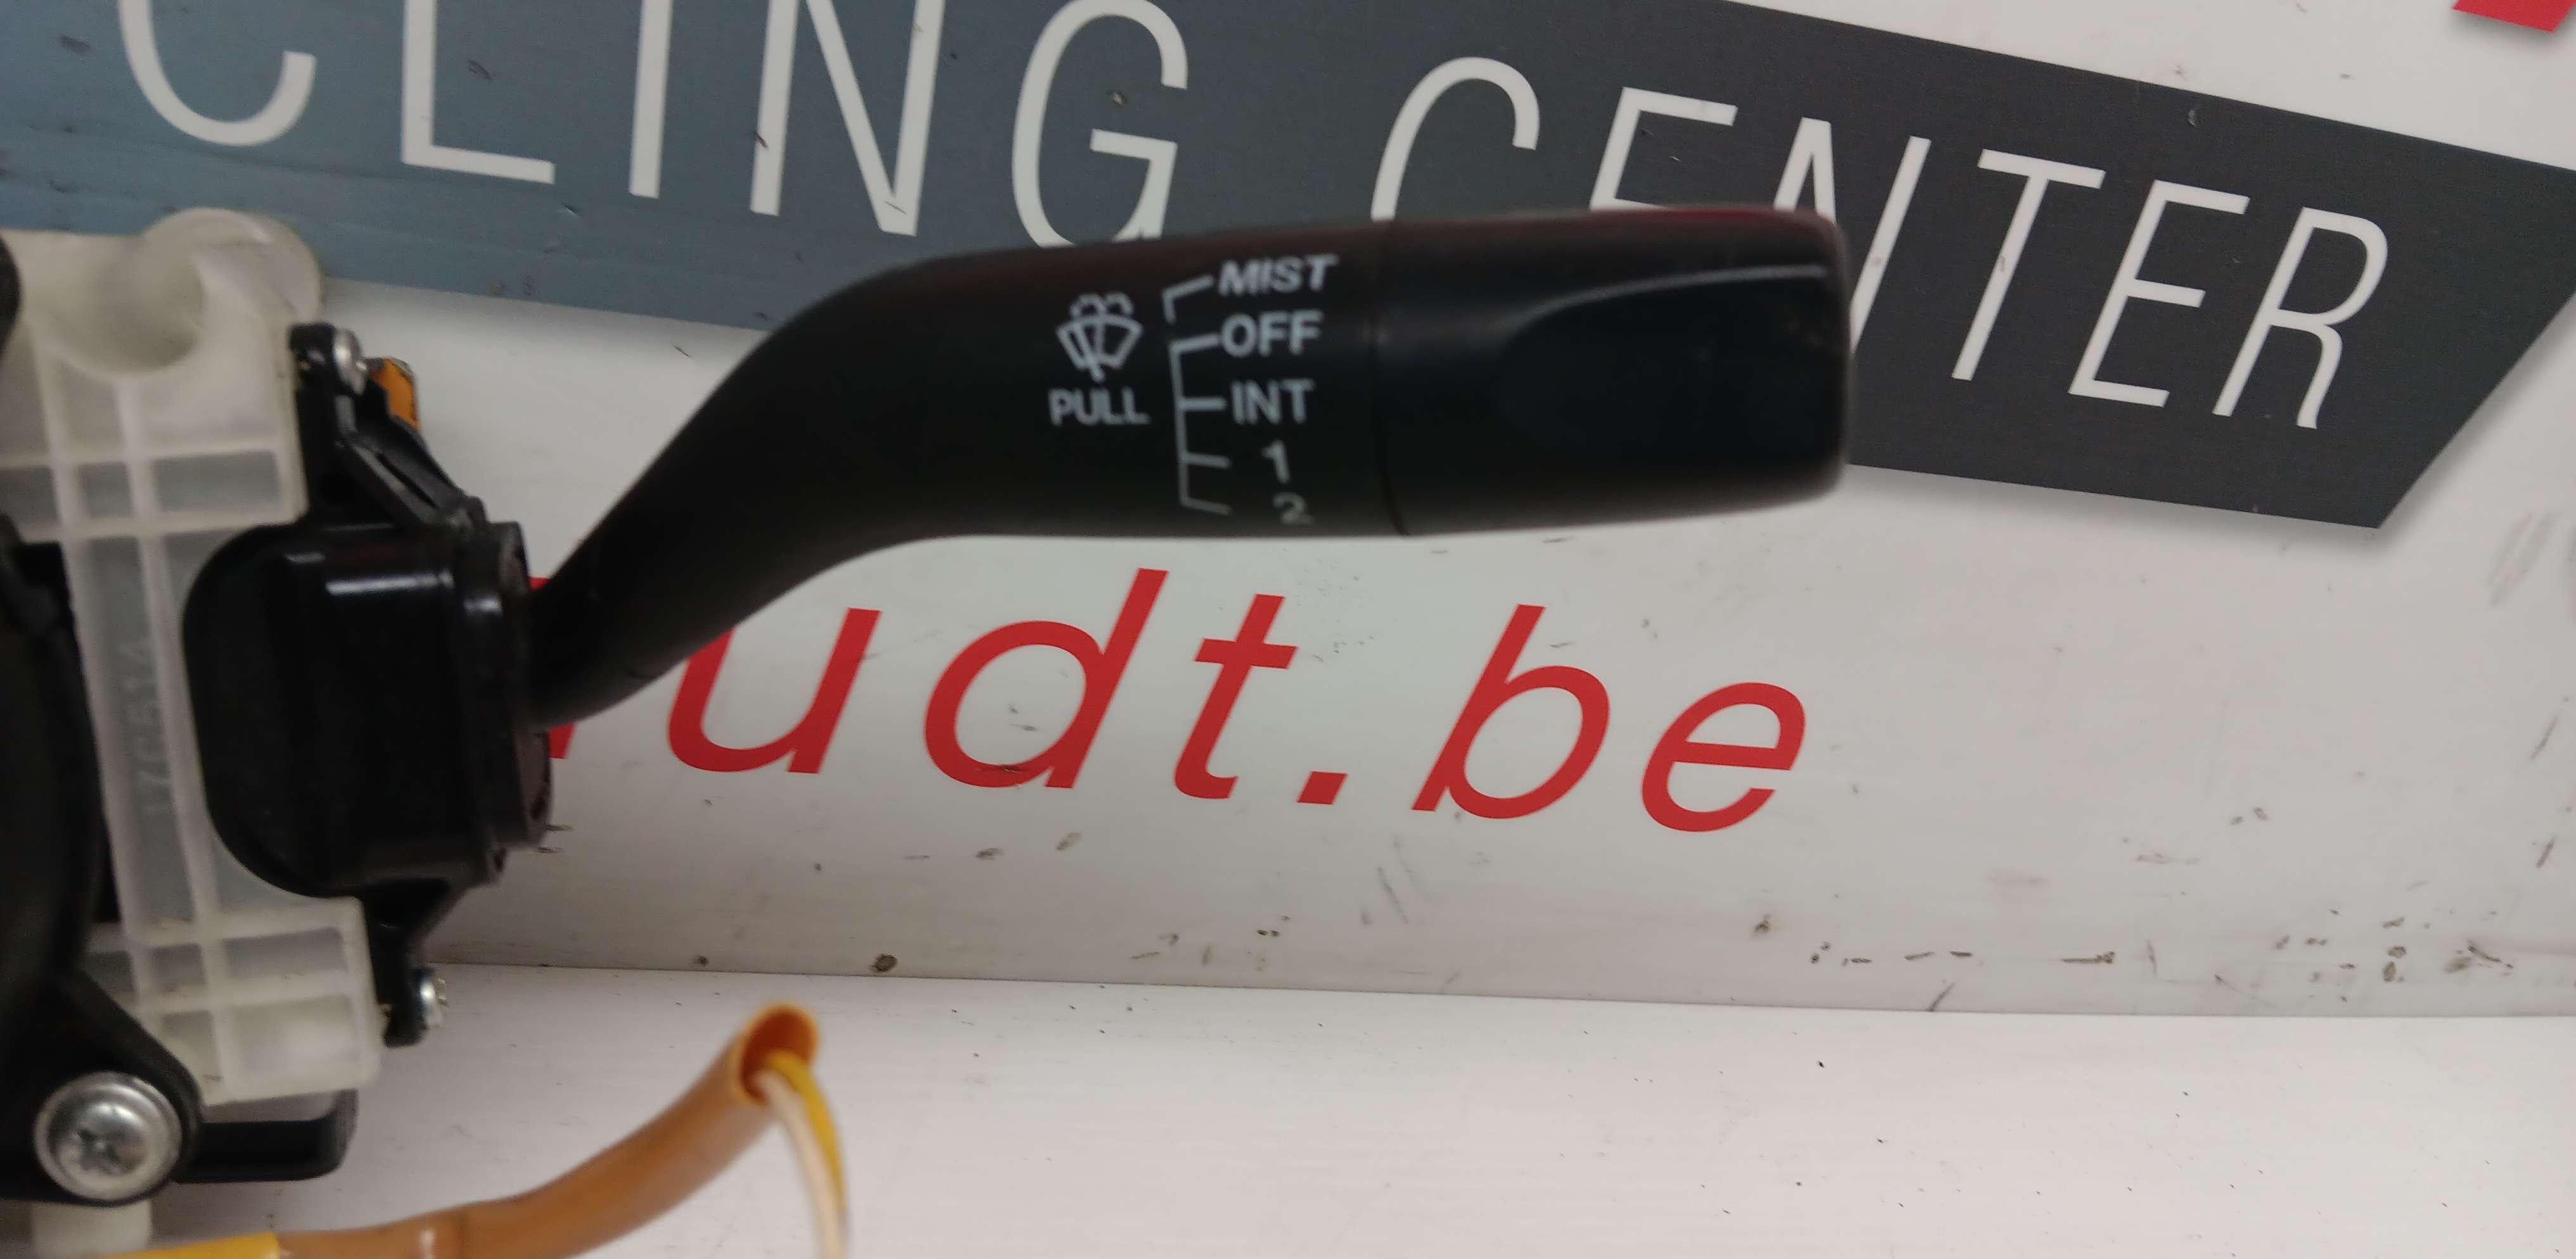 CLING CENTER
MIST
OFF
PULL INT
1
2
udt.be